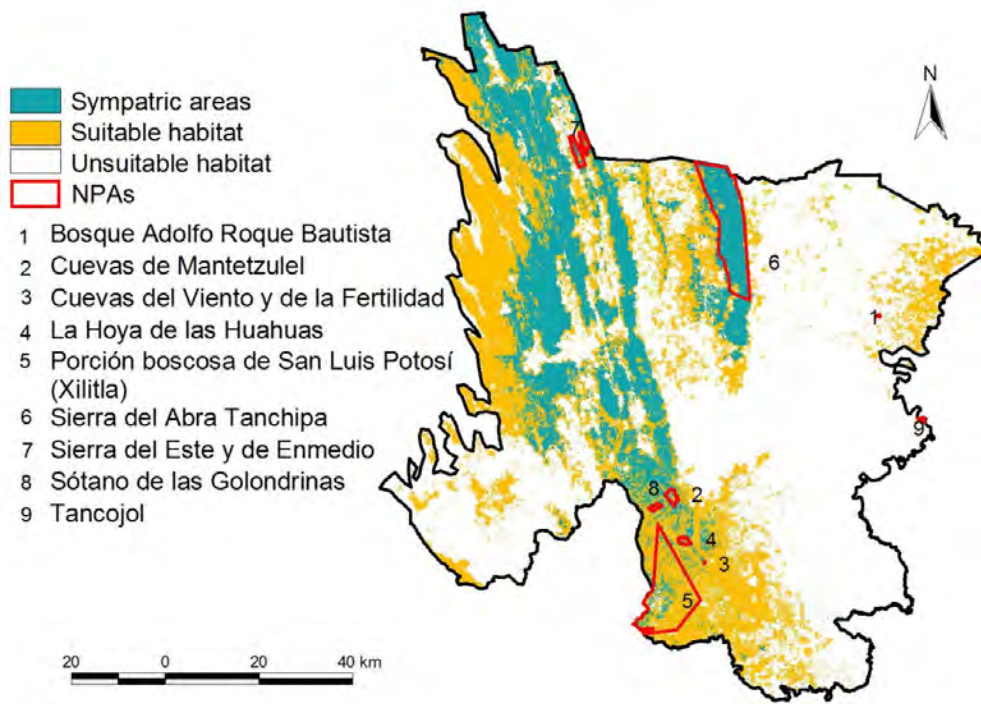 Sympatric areas
Suitable habitat
Unsuitable habitat
NPAs
1 Bosque Adolfo Roque Bautista
2 Cuevas de Mantetzulel
3 Cuevas del Viento y de la Fertilidad
4 La Hoya de las Huahuas
5 Porción boscosa de San Luis Potosí
(Xilitla)
6 Sierra del Abra Tanchipa
7 Sierra del Este y de Enmedio
8 Sótano de las Golondrinas
9 Tancojol
N
7
6
1
9
8
2
4
3
5
20 0 20 40 km